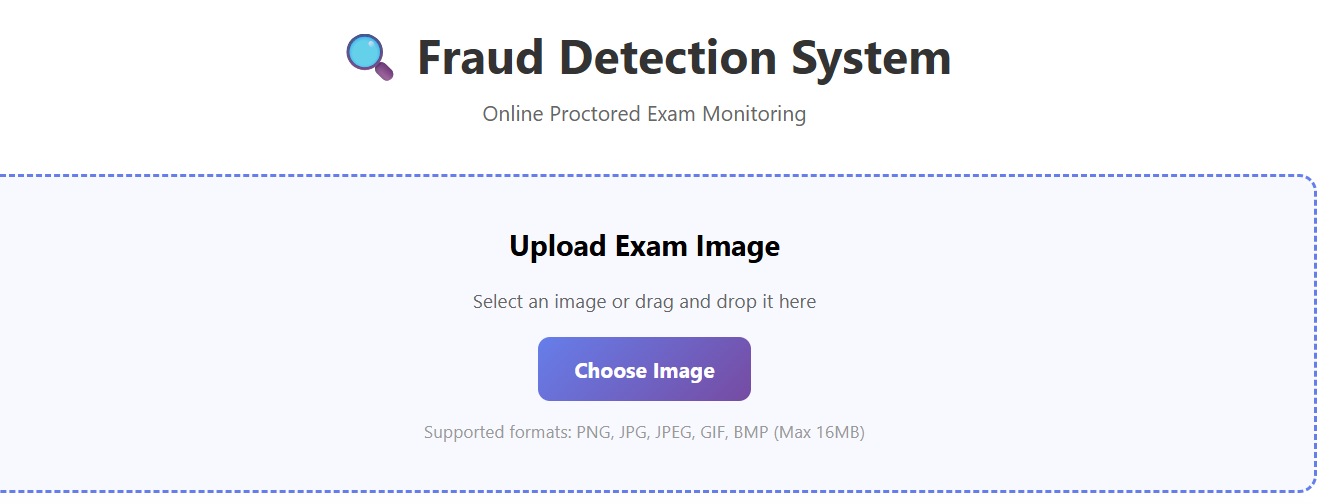 Fraud Detection System
Online Proctored Exam Monitoring
Upload Exam Image
Select an image or drag and drop it here
Choose Image
Supported formats: PNG, JPG, JPEG, GIF, BMP (Max 16MB)